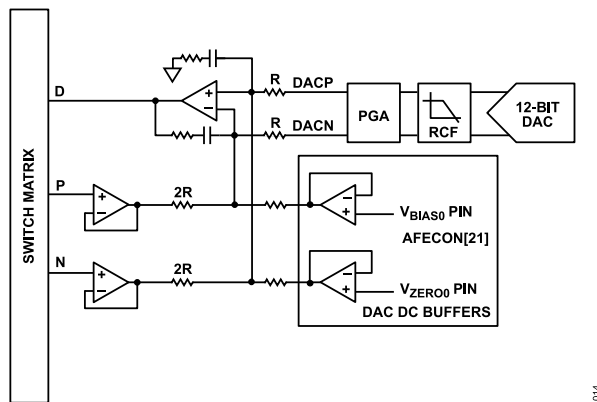 SWITCH MATRIX
D
P
N
+
−
R
DACP
R
DACN
PGA
RCF
12-BIT
DAC
+
−
2R
−
+
VBIAS0 PIN
AFECON[21]
+
−
2R
−
+
VZERO0 PIN
DAC DC BUFFERS
014